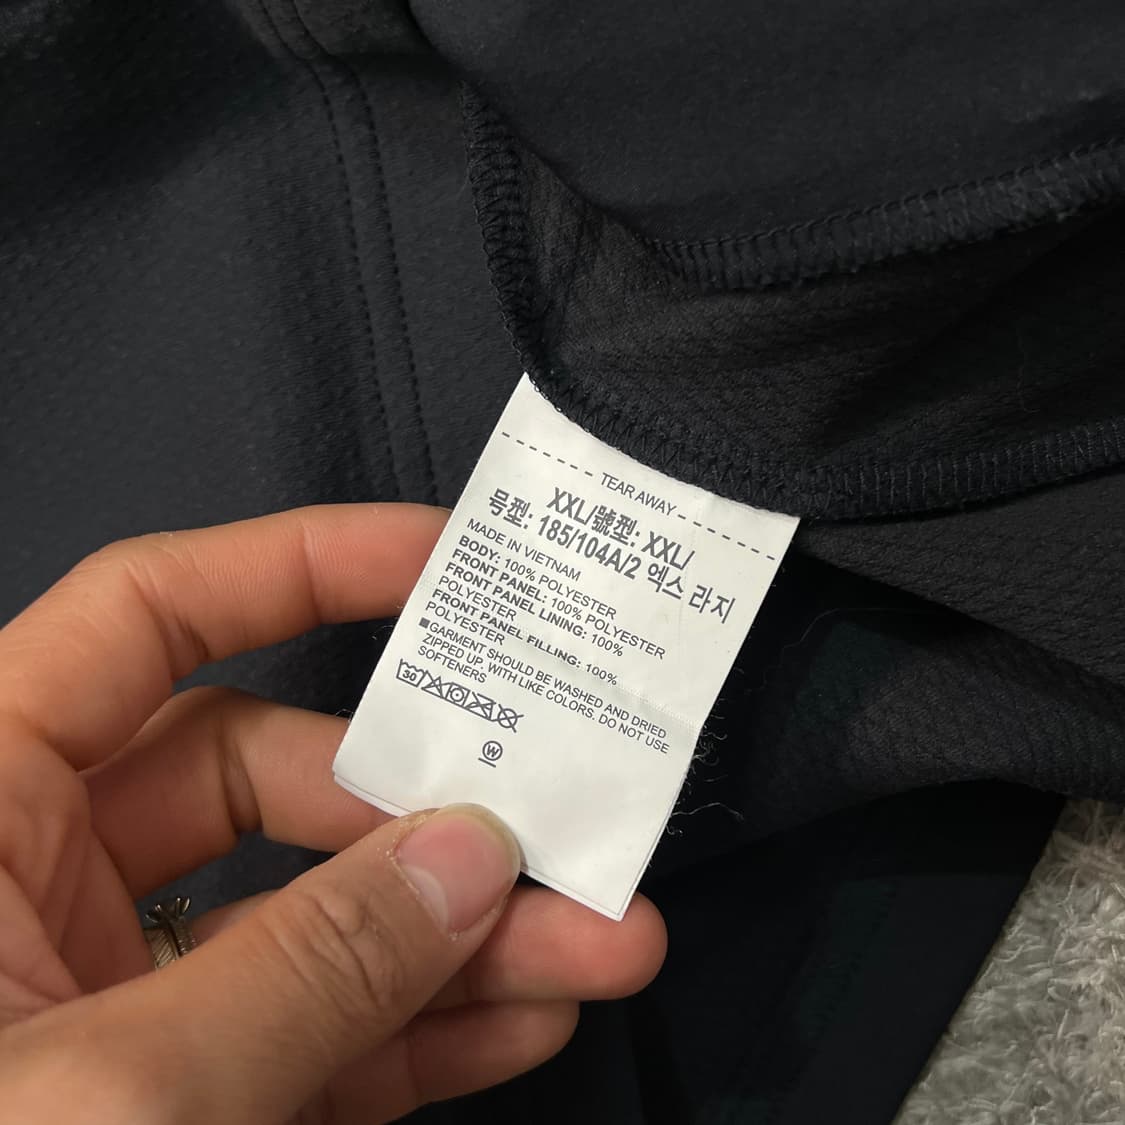 TEAR AWAY
XXL/號型: XXL/
号型: 185/104A/2 엑스 라지
MADE IN VIETNAM
BODY: 100% POLYESTER
FRONT PANEL: 100% POLYESTER
FRONT PANEL LINING: 100%
POLYESTER
FRONT PANEL FILLING: 100%
POLYESTER
■GARMENT SHOULD BE WASHED AND DRIED
ZIPPED UP. WITH LIKE COLORS. DO NOT USE
SOFTENERS
30
W